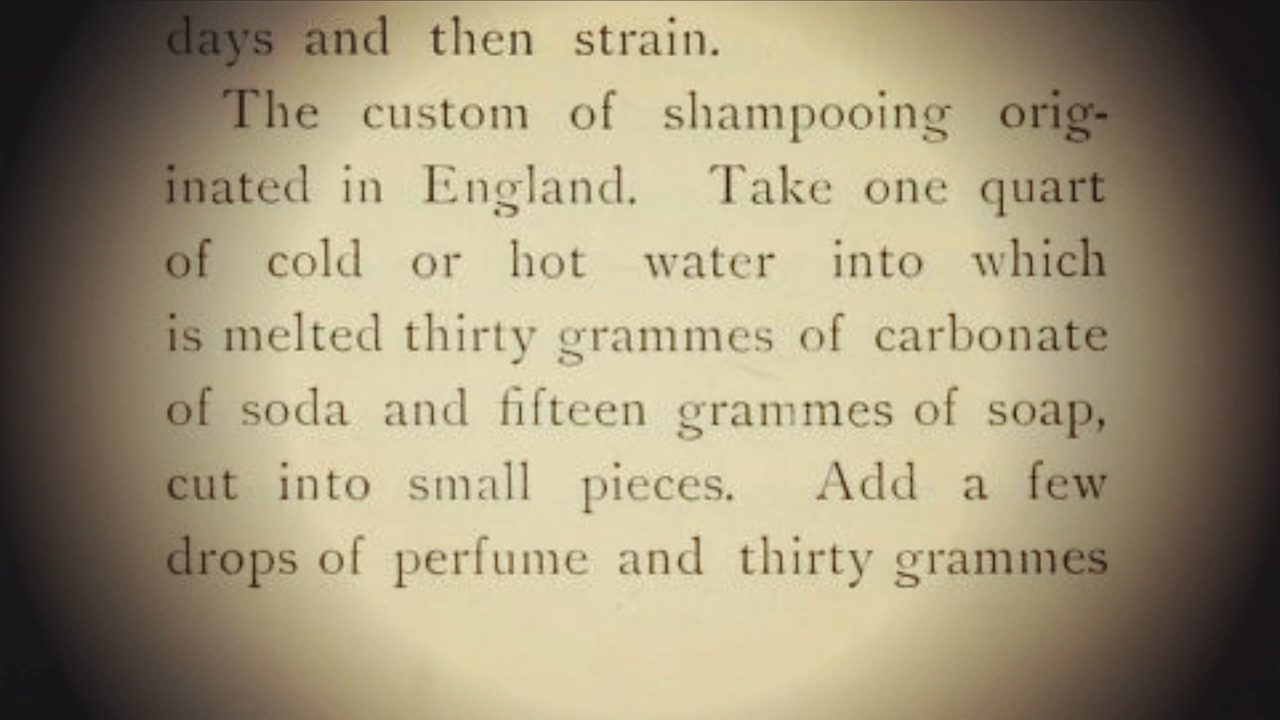 days and then strain.
The custom of shampooing orig-
inated in England. Take one quart
of cold or hot water into which
is melted thirty grammes of carbonate
of soda and fifteen grammes of soap,
cut into small pieces. Add a few
drops of perfume and thirty grammes